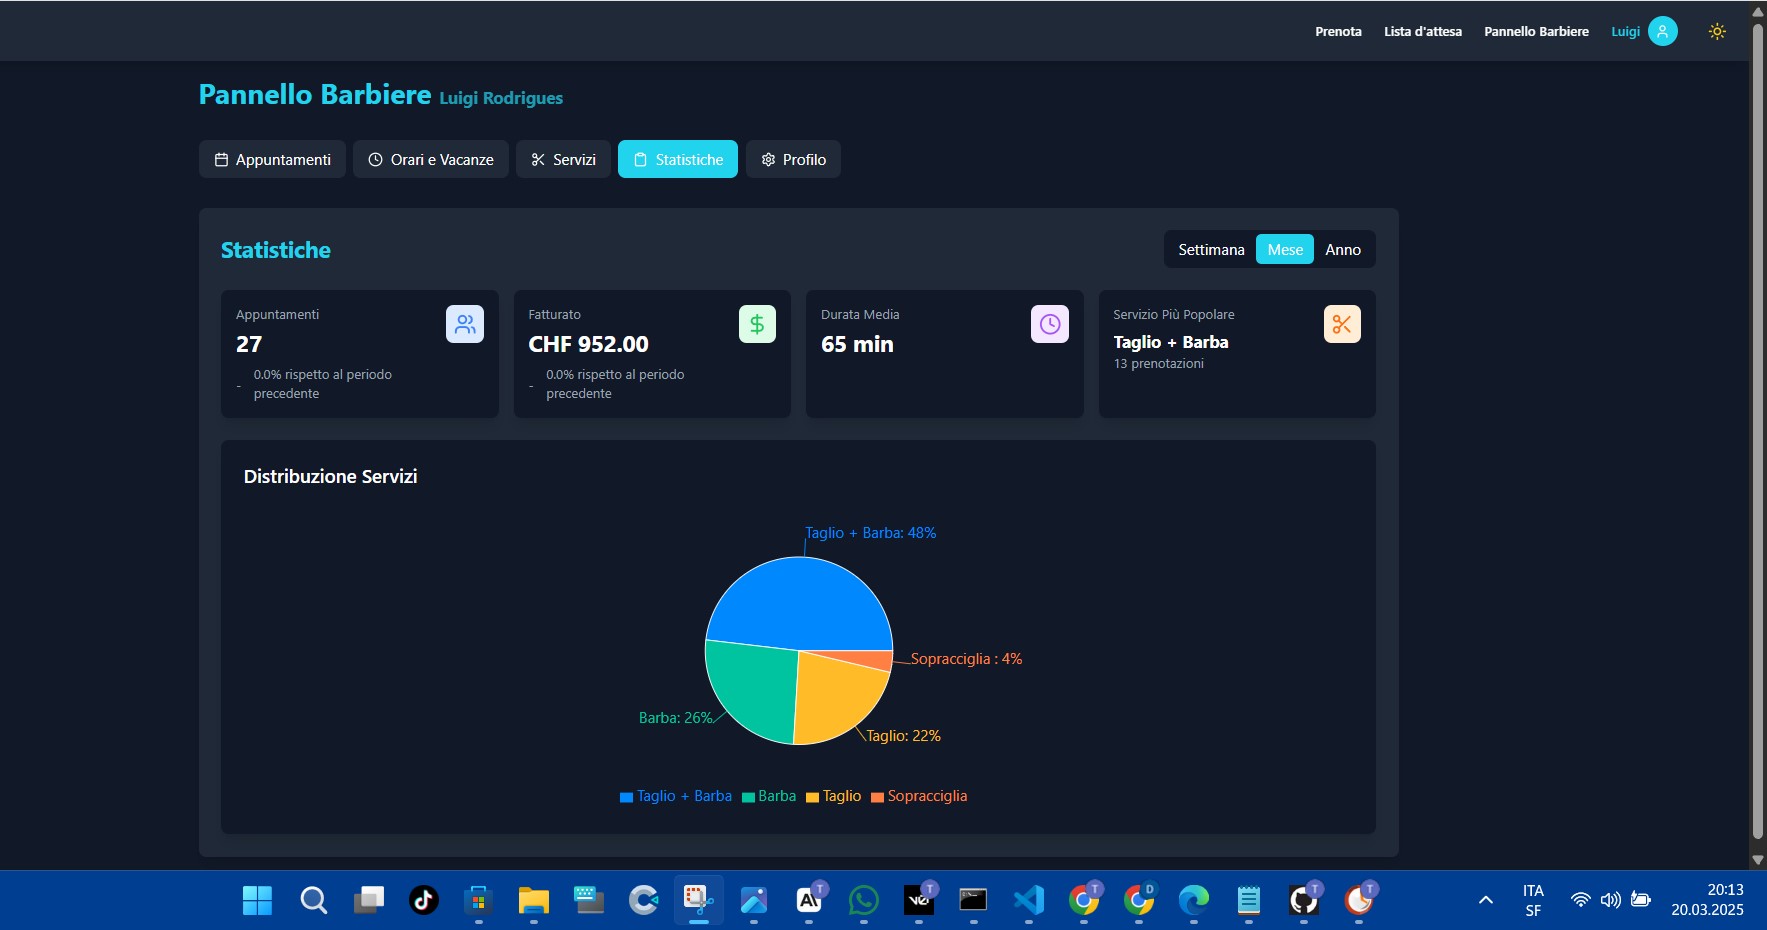 Prenota Lista d'attesa Pannello Barbiere Luigi
Pannello Barbiere Luigi Rodrigues
Appuntamenti Orari e Vacanze Servizi Statistiche Profilo
Statistiche
Settimana Mese Anno
Appuntamenti
27
- 0.0% rispetto al periodo
precedente
Fatturato
CHF 952.00
- 0.0% rispetto al periodo
precedente
Durata Media
65 min
Servizio Più Popolare
Taglio + Barba
13 prenotazioni
Distribuzione Servizi
Taglio + Barba: 48%
Sopracciglia : 4%
Barba: 26%
Taglio: 22%
Taglio + Barba Barba Taglio Sopracciglia
T T T D T T
ITA
SF
20:13
20.03.2025